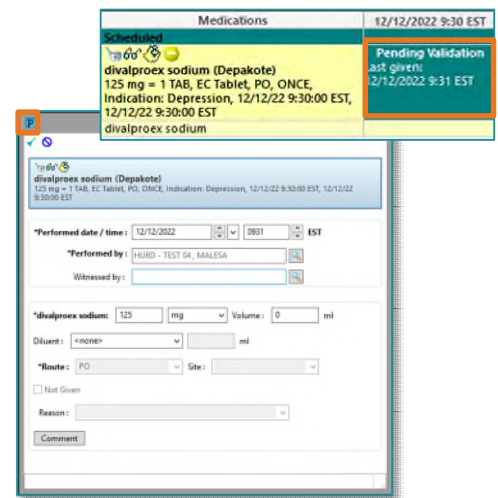 Medications
12/12/2022 9:30 EST
Scheduled
divalproex sodium (Depakote)
125 mg = 1 TAB, EC Tablet, PO, ONCE,
Indication: Depression, 12/12/22 9:30:00 EST,
12/12/22 9:30:00 EST
divalproex sodium
Pending Validation
Last given:
12/12/2022 9:31 EST
P
divalproex sodium (Depakote)
125 mg = 1 TAB, EC Tablet, PO, ONCE, Indication: Depression, 12/12/22 9:30:00 EST, 12/12/22
9:30:00 EST
*Performed date / time : 12/12/2022 0931 EST
*Performed by : HURD - TEST 04, MALESA
Witnessed by :
*divalproex sodium: 125 mg Volume : 0 ml
Diluent : <none> ml
*Route : PO Site :
Not Given
Reason :
Comment